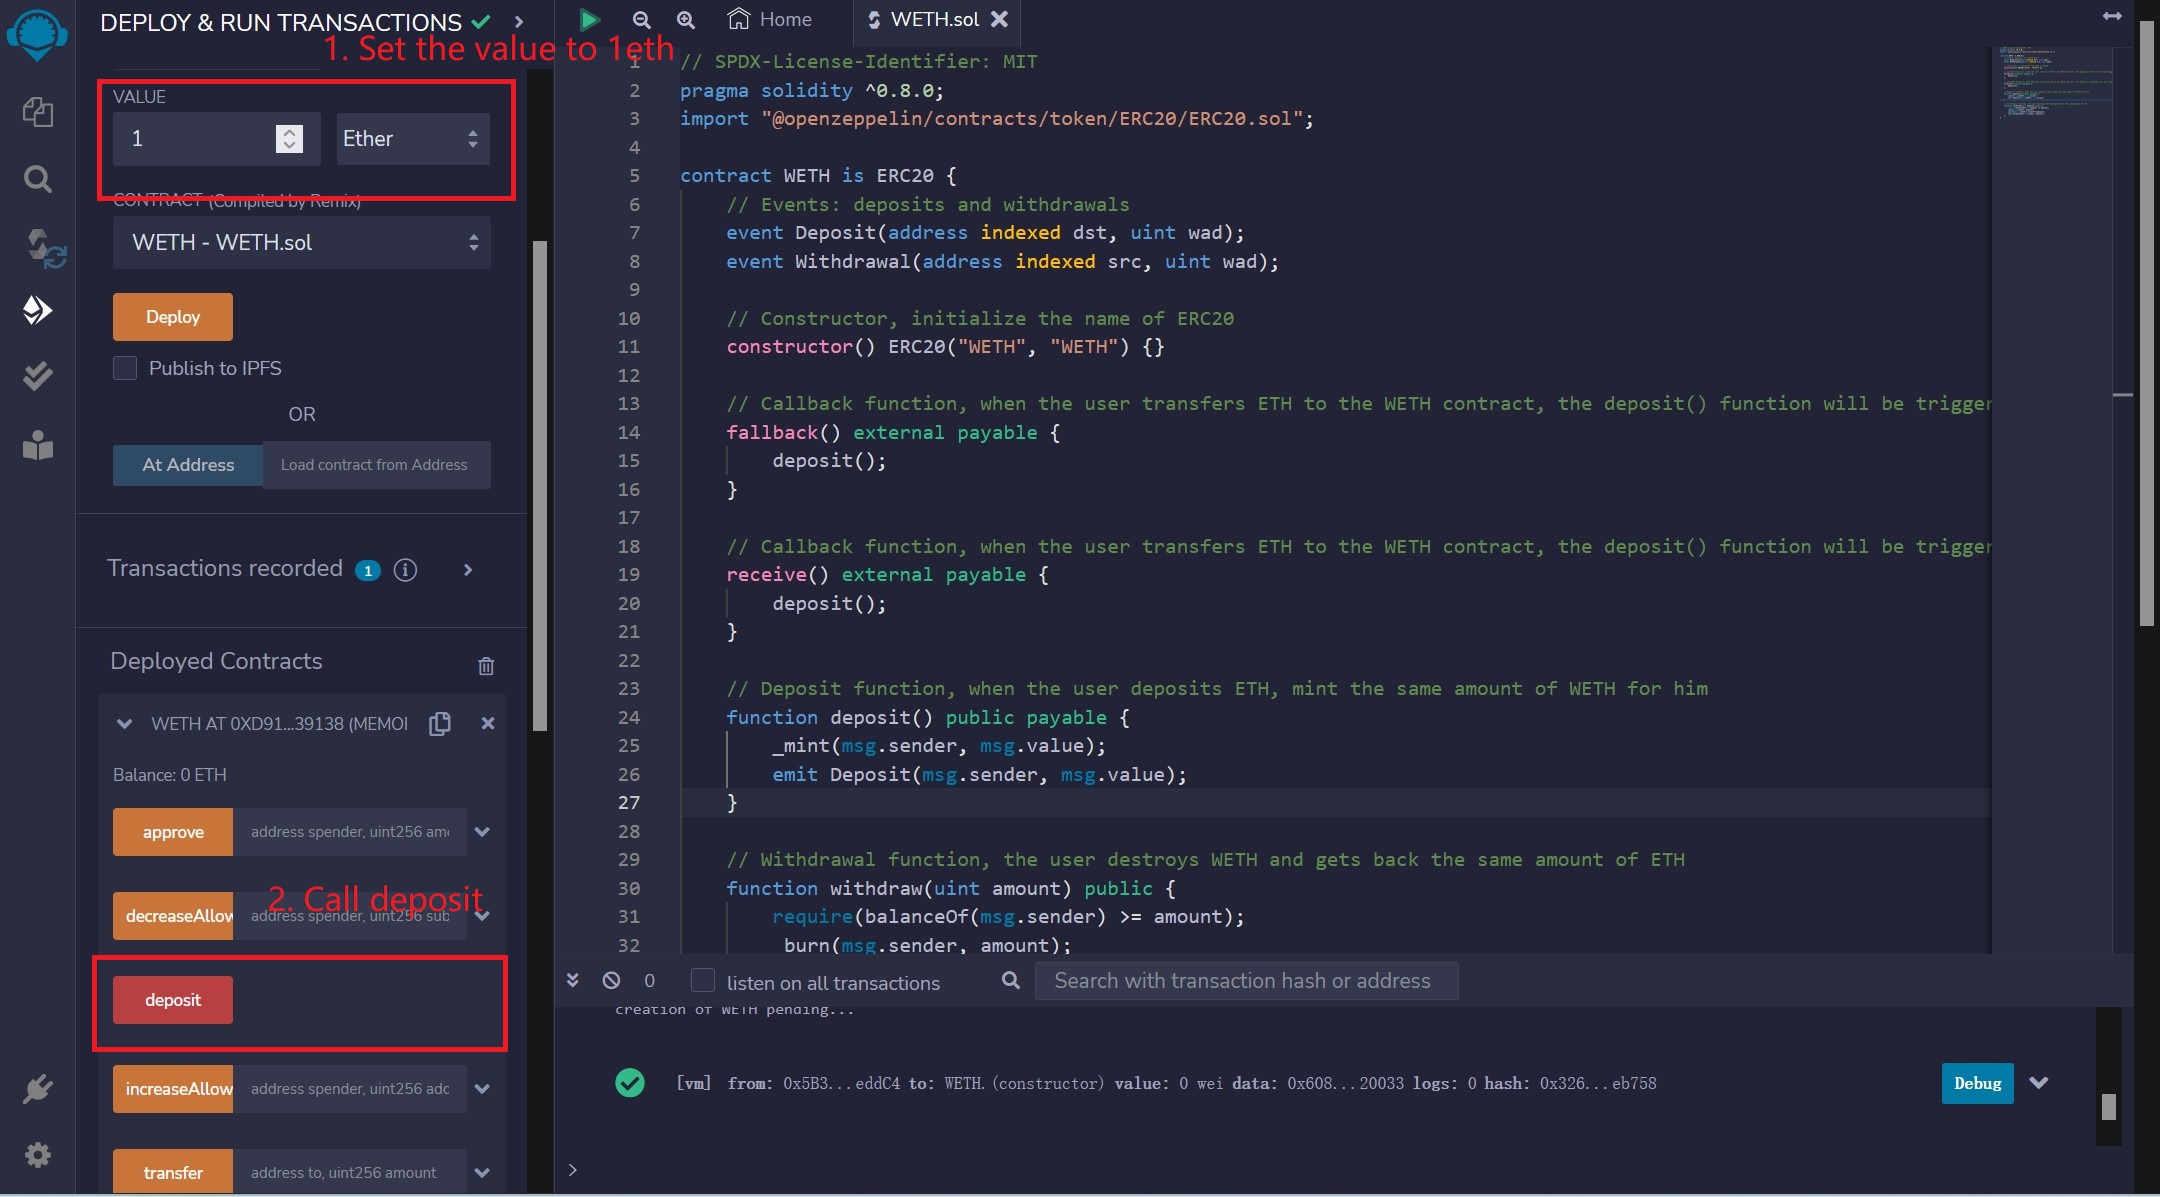 DEPLOY & RUN TRANSACTIONS
1. Set the value to 1eth
VALUE
1
Ether
CONTRACT (Compiled by Remix)
WETH - WETH.sol
Deploy
Publish to IPFS
OR
At Address
Load contract from Address
Transactions recorded 1
Deployed Contracts
WETH AT 0XD91...39138 (MEMO
Balance: 0 ETH
approve
address spender, uint256 am
2. Call deposit
decreaseAllow
address spender, uint256 sub
deposit
increaseAllow
address spender, uint256 add
transfer
address to, uint256 amount
Home
WETH.sol
1 // SPDX-License-Identifier: MIT
2 pragma solidity ^0.8.0;
3 import "@openzeppelin/contracts/token/ERC20/ERC20.sol";
4
5 contract WETH is ERC20 {
6 // Events: deposits and withdrawals
7 event Deposit(address indexed dst, uint wad);
8 event Withdrawal(address indexed src, uint wad);
9
10 // Constructor, initialize the name of ERC20
11 constructor() ERC20("WETH", "WETH") {}
12
13 // Callback function, when the user transfers ETH to the WETH contract, the deposit() function will be trigger
14 fallback() external payable {
15 deposit();
16 }
17
18 // Callback function, when the user transfers ETH to the WETH contract, the deposit() function will be trigger
19 receive() external payable {
20 deposit();
21 }
22
23 // Deposit function, when the user deposits ETH, mint the same amount of WETH for him
24 function deposit() public payable {
25 _mint(msg.sender, msg.value);
26 emit Deposit(msg.sender, msg.value);
27 }
28
29 // Withdrawal function, the user destroys WETH and gets back the same amount of ETH
30 function withdraw(uint amount) public {
31 require(balanceOf(msg.sender) >= amount);
32 burn(msg.sender, amount);
0
listen on all transactions
Search with transaction hash or address
creation of WETH pending...
[vm] from: 0x5B3...eddC4 to: WETH.(constructor) value: 0 wei data: 0x608...20033 logs: 0 hash: 0x326...eb758
Debug
>